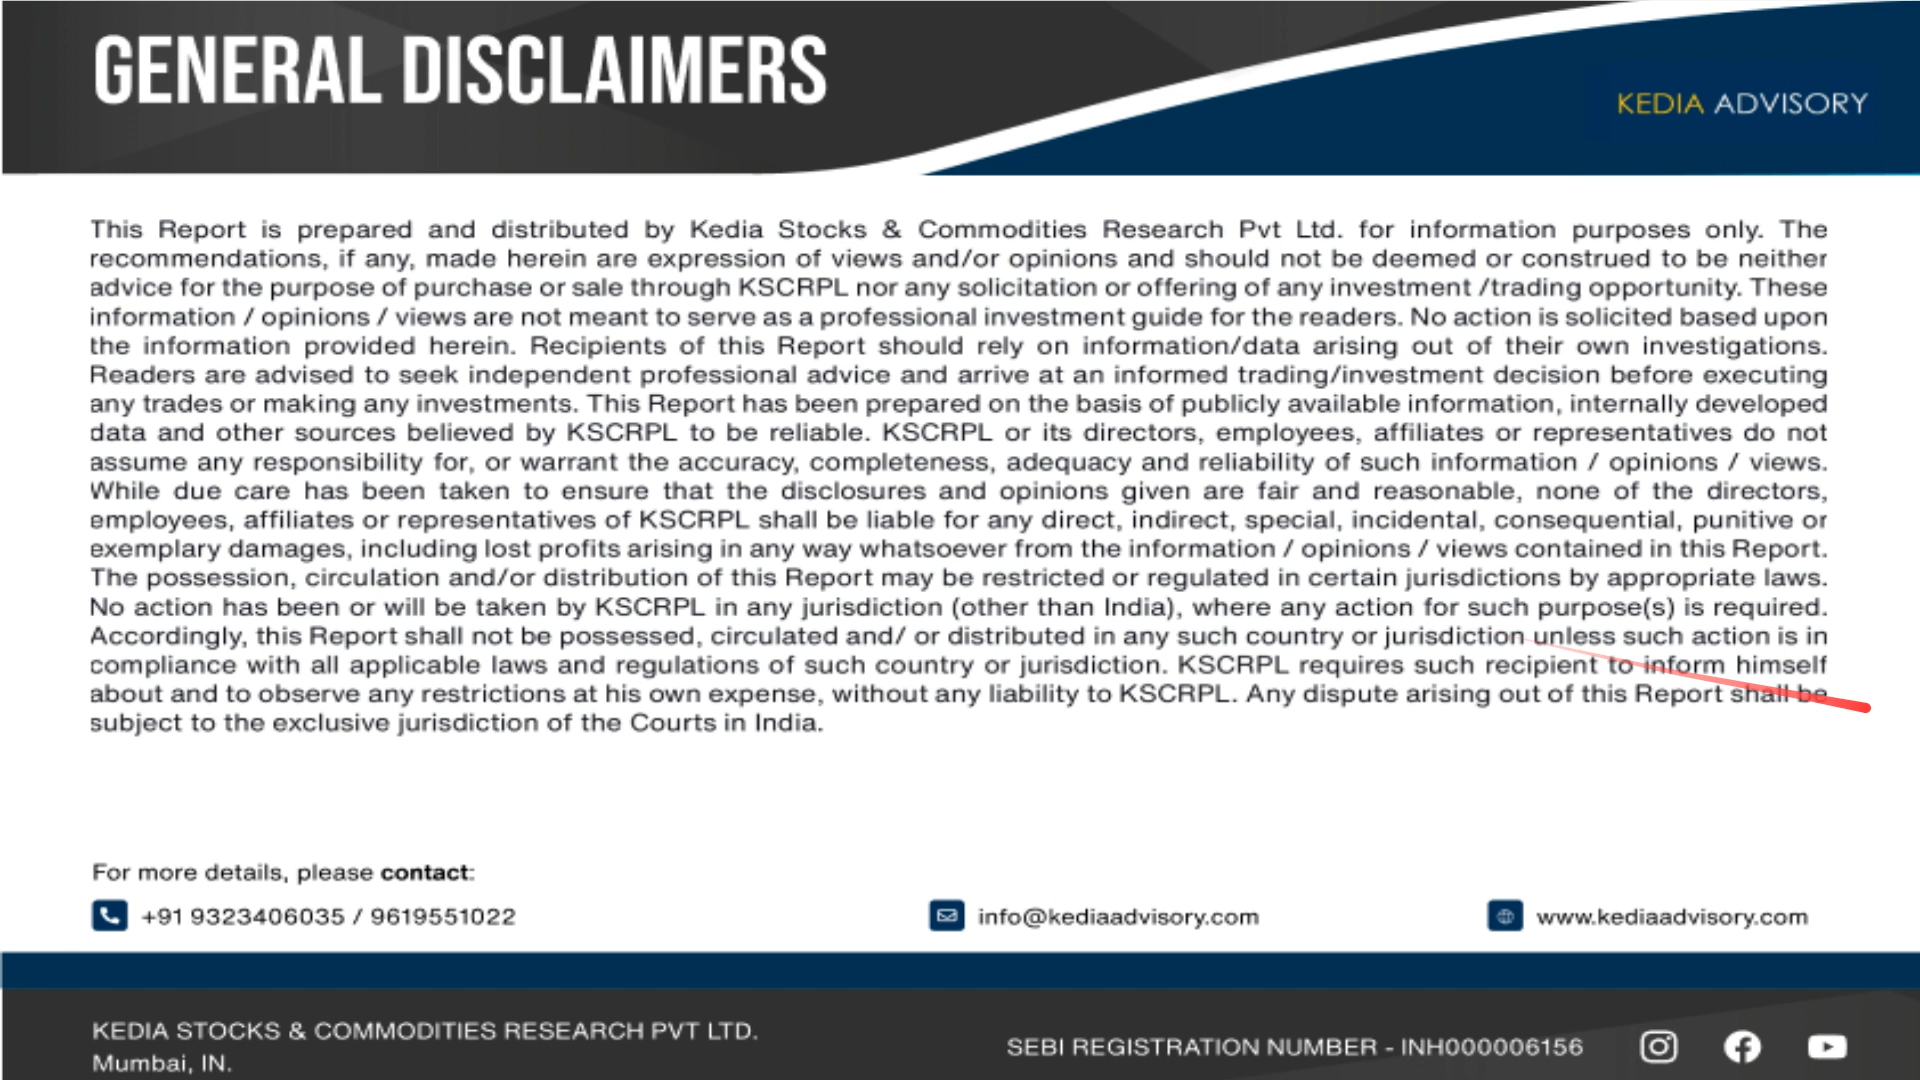 GENERAL DISCLAIMERS
KEDIA ADVISORY
This Report is prepared and distributed by Kedia Stocks & Commodities Research Pvt Ltd. for information purposes only. The
recommendations, if any, made herein are expression of views and/or opinions and should not be deemed or construed to be neither
advice for the purpose of purchase or sale through KSCRPL nor any solicitation or offering of any investment /trading opportunity. These
information / opinions / views are not meant to serve as a professional investment guide for the readers. No action is solicited based upon
the information provided herein. Recipients of this Report should rely on information/data arising out of their own investigations.
Readers are advised to seek independent professional advice and arrive at an informed trading/investment decision before executing
any trades or making any investments. This Report has been prepared on the basis of publicly available information, internally developed
data and other sources believed by KSCRPL to be reliable. KSCRPL or its directors, employees, affiliates or representatives do not
assume any responsibility for, or warrant the accuracy, completeness, adequacy and reliability of such information / opinions / views.
While due care has been taken to ensure that the disclosures and opinions given are fair and reasonable, none of the directors,
employees, affiliates or representatives of KSCRPL shall be liable for any direct, indirect, special, incidental, consequential, punitive or
exemplary damages, including lost profits arising in any way whatsoever from the information / opinions / views contained in this Report.
The possession, circulation and/or distribution of this Report may be restricted or regulated in certain jurisdictions by appropriate laws.
No action has been or will be taken by KSCRPL in any jurisdiction (other than India), where any action for such purpose(s) is required.
Accordingly, this Report shall not be possessed, circulated and/ or distributed in any such country or jurisdiction unless such action is in
compliance with all applicable laws and regulations of such country or jurisdiction. KSCRPL requires such recipient to inform himself
about and to observe any restrictions at his own expense, without any liability to KSCRPL. Any dispute arising out of this Report shall be
subject to the exclusive jurisdiction of the Courts in India.
For more details, please contact:
+91 9323406035 / 9619551022
info@kediaadvisory.com
www.kediaadvisory.com
KEDIA STOCKS & COMMODITIES RESEARCH PVT LTD.
Mumbai, IN.
SEBI REGISTRATION NUMBER - INH000006156